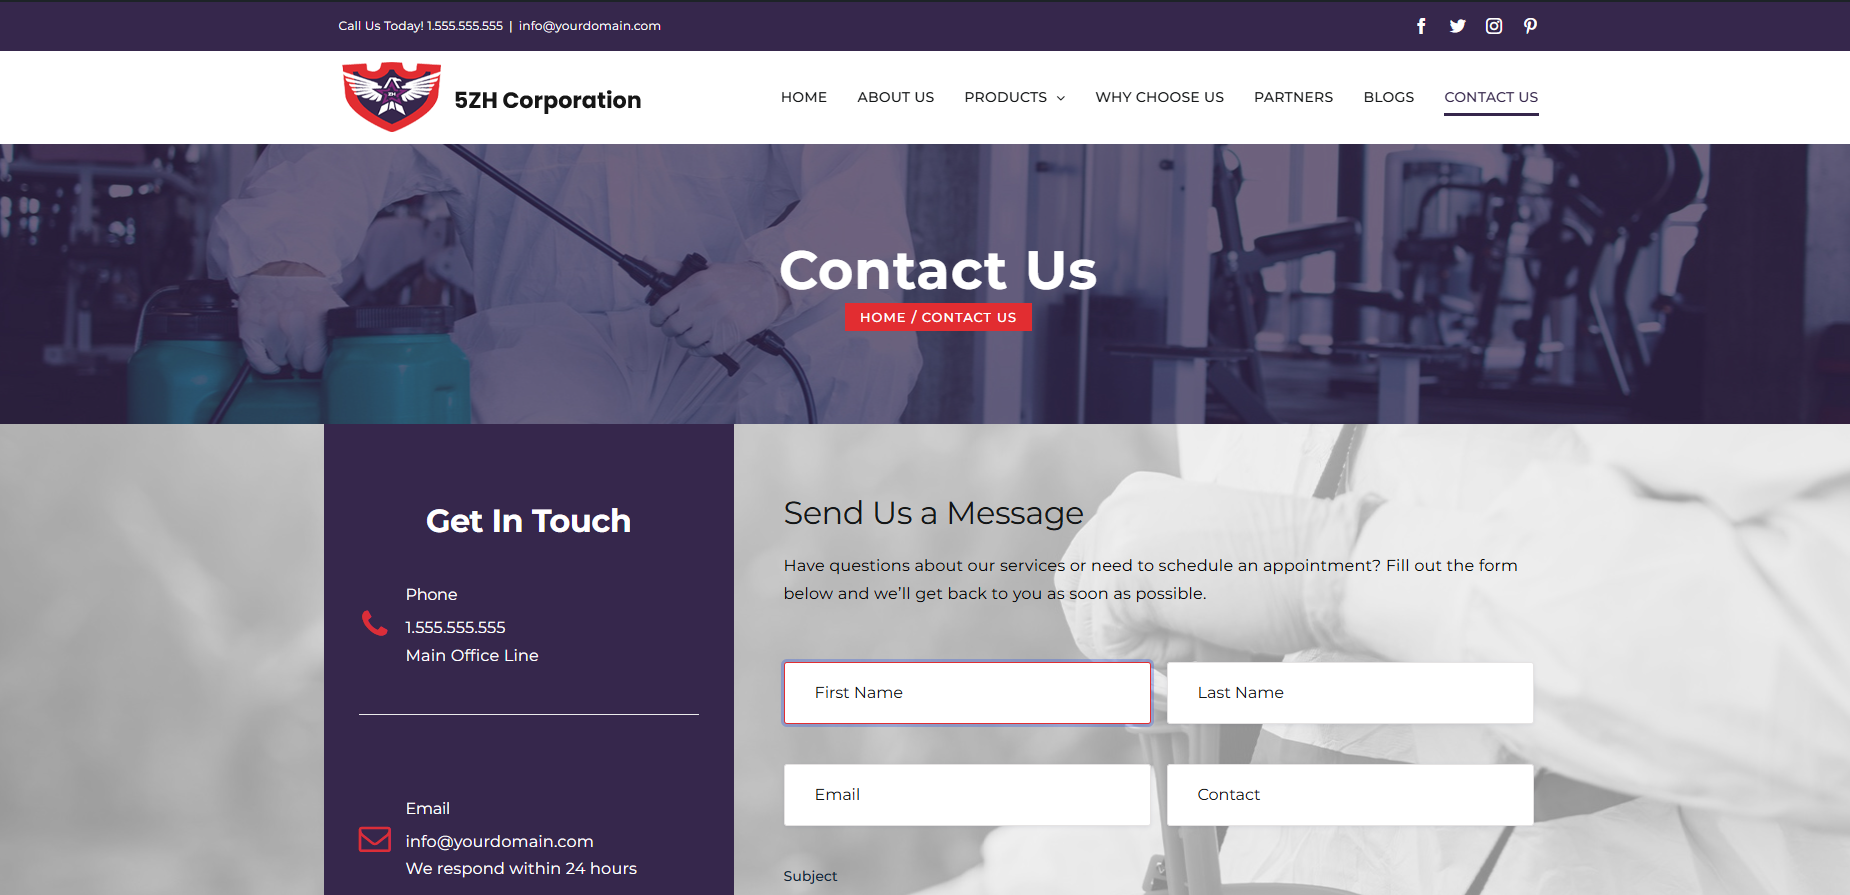 Call Us Today! 1.555.555.555 | info@yourdomain.com
5ZH Corporation
HOME ABOUT US PRODUCTS WHY CHOOSE US PARTNERS BLOGS CONTACT US
Contact Us
HOME / CONTACT US
Get In Touch
Phone
1.555.555.555
Main Office Line
Email
info@yourdomain.com
We respond within 24 hours
Send Us a Message
Have questions about our services or need to schedule an appointment? Fill out the form
below and we’ll get back to you as soon as possible.
First Name Last Name
Email Contact
Subject